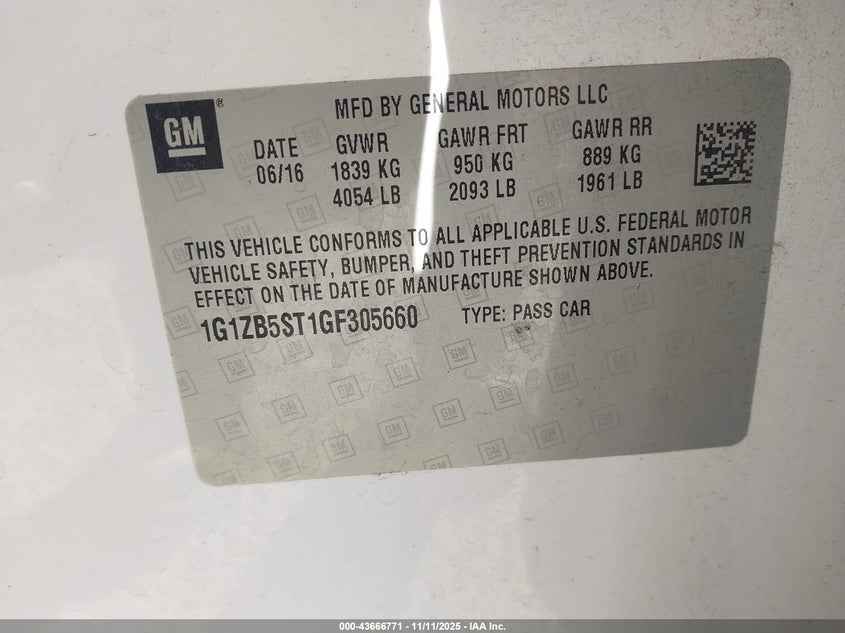 GM
MFD BY GENERAL MOTORS LLC
DATE GVWR GAWR FRT GAWR RR
06/16 1839 KG 950 KG 889 KG
4054 LB 2093 LB 1961 LB
THIS VEHICLE CONFORMS TO ALL APPLICABLE U.S. FEDERAL MOTOR
VEHICLE SAFETY, BUMPER, AND THEFT PREVENTION STANDARDS IN
EFFECT ON THE DATE OF MANUFACTURE SHOWN ABOVE.
1G1ZB5ST1GF305660 TYPE: PASS CAR
000-43666771 - 11/11/2025 - IAA Inc.